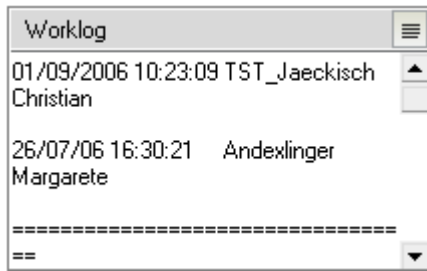 Worklog
01/09/2006 10:23:09 TST_Jaeckisch
Christian
26/07/06 16:30:21 Andexlinger
Margarete
================================
==